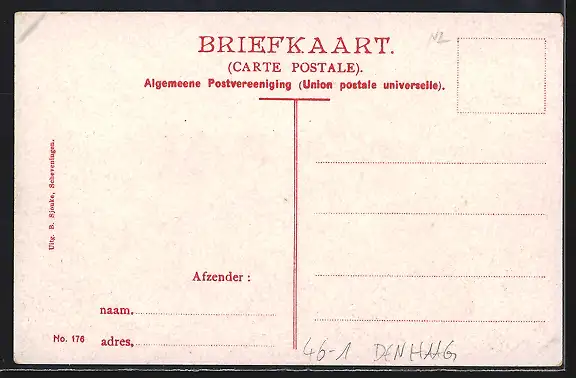 BRIEFKAART.
(CARTE POSTALE).
Algemeene Postvereeniging (Union postale universelle).
NL
Uitg. B. Sjouke, Scheveningen.
Afzender :
naam,
No. 176
adres,
46-1 DEN HAAG